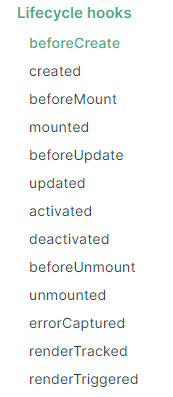 Lifecycle hooks
beforeCreate
created
beforeMount
mounted
beforeUpdate
updated
activated
deactivated
beforeUnmount
unmounted
errorCaptured
renderTracked
renderTriggered